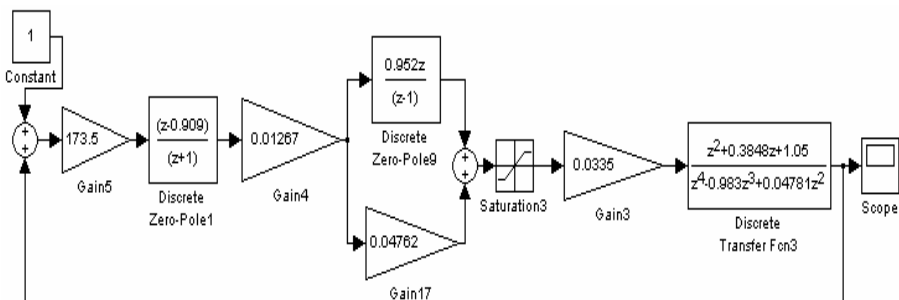 1
Constant
+
+
173.5
Gain5
(z-0.909)
(z+1)
Discrete
Zero-Pole1
0.01267
Gain4
0.952z
(z-1)
Discrete
Zero-Pole9
0.04762
Gain17
+
+
Saturation3
0.0335
Gain3
z2+0.3848z+1.05
z4-0.983z3+0.04781z2
Discrete
Transfer Fcn3
Scope